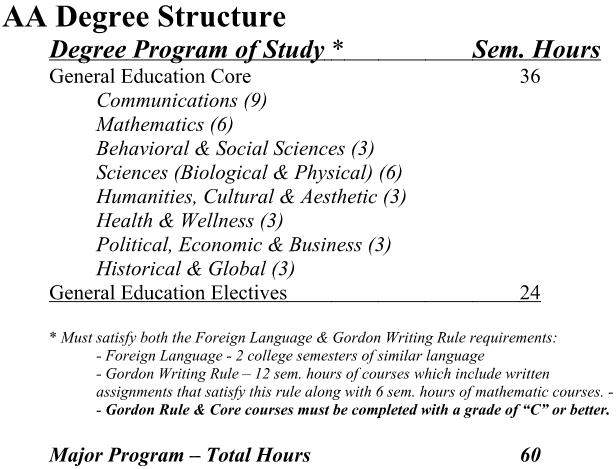 AA Degree Structure
Degree Program of Study * Sem. Hours
General Education Core 36
Communications (9)
Mathematics (6)
Behavioral & Social Sciences (3)
Sciences (Biological & Physical) (6)
Humanities, Cultural & Aesthetic (3)
Health & Wellness (3)
Political, Economic & Business (3)
Historical & Global (3)
General Education Electives 24
* Must satisfy both the Foreign Language & Gordon Writing Rule requirements:
- Foreign Language - 2 college semesters of similar language
- Gordon Writing Rule – 12 sem. hours of courses which include written
assignments that satisfy this rule along with 6 sem. hours of mathematic courses. -
- Gordon Rule & Core courses must be completed with a grade of “C” or better.
Major Program – Total Hours 60